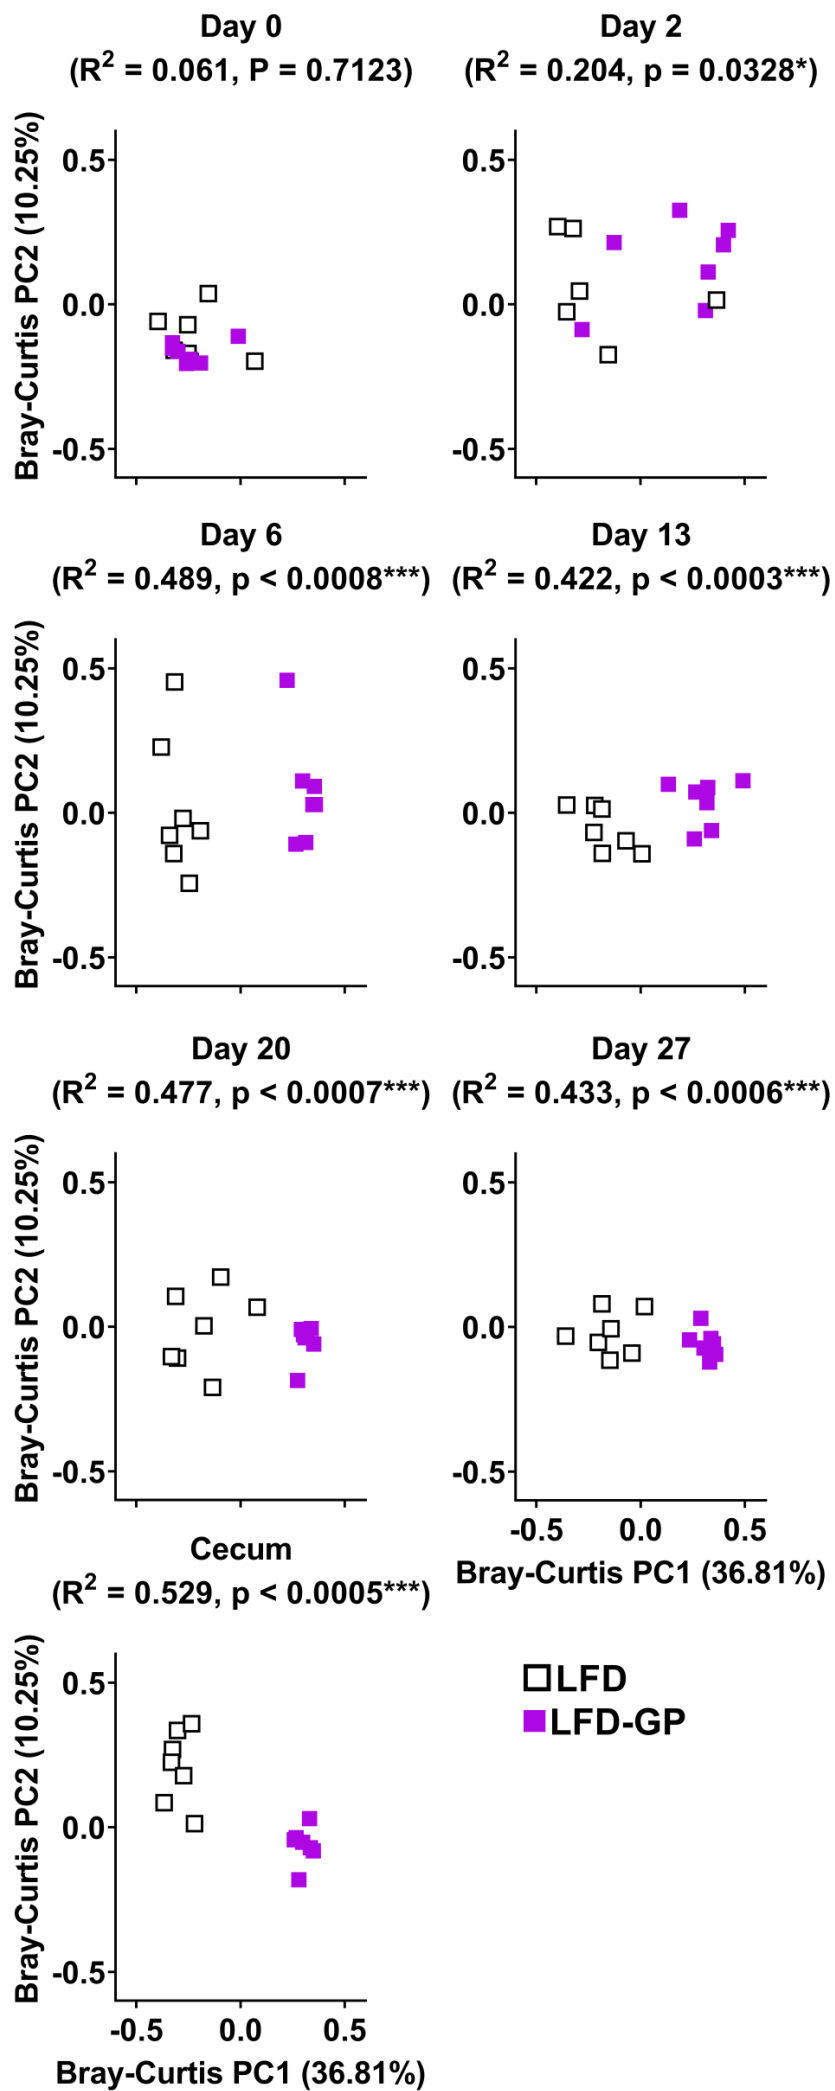 Day 0
(R² = 0.061, P = 0.7123)
Day 2
(R² = 0.204, p = 0.0328*)
Bray-Curtis PC2 (10.25%)
0.5
0.0
-0.5
0.5
0.0
-0.5
Day 6
(R² = 0.489, p < 0.0008***)
Day 13
(R² = 0.422, p < 0.0003***)
Bray-Curtis PC2 (10.25%)
0.5
0.0
-0.5
0.5
0.0
-0.5
Day 20
(R² = 0.477, p < 0.0007***)
Day 27
(R² = 0.433, p < 0.0006***)
Bray-Curtis PC2 (10.25%)
0.5
0.0
-0.5
0.5
0.0
-0.5
-0.5 0.0 0.5
Bray-Curtis PC1 (36.81%)
Cecum
(R² = 0.529, p < 0.0005***)
Bray-Curtis PC2 (10.25%)
0.5
0.0
-0.5
-0.5 0.0 0.5
Bray-Curtis PC1 (36.81%)
LFD
LFD-GP